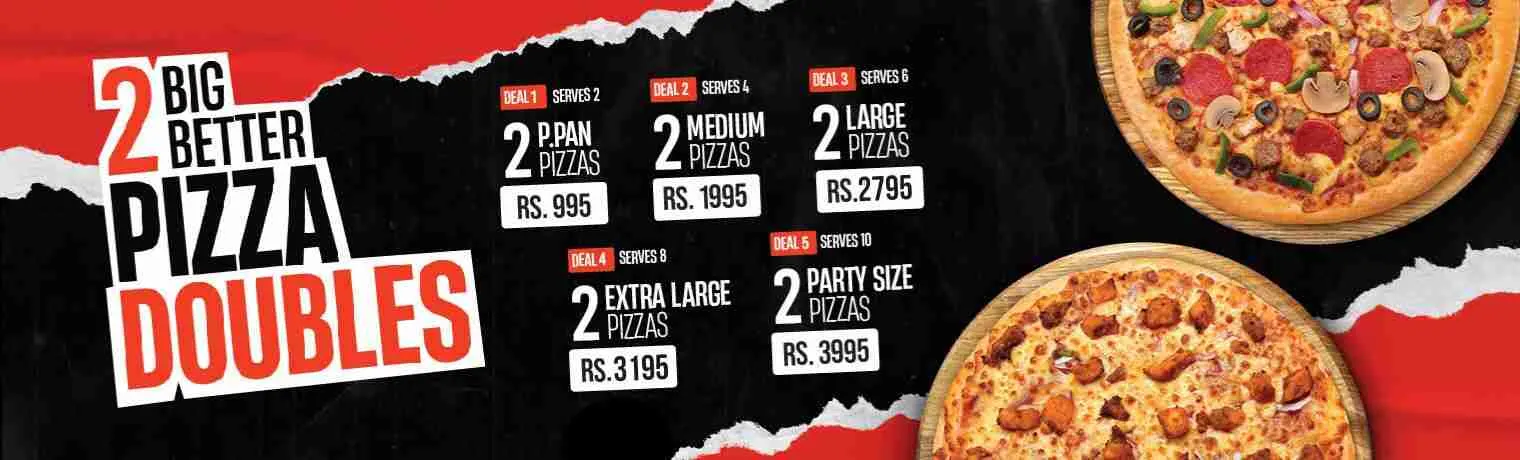 2 BIG
BETTER
PIZZA
DOUBLES
DEAL 1 SERVES 2
2 P.PAN
PIZZAS
RS. 995
DEAL 2 SERVES 4
2 MEDIUM
PIZZAS
RS. 1995
DEAL 3 SERVES 6
2 LARGE
PIZZAS
RS.2795
DEAL 4 SERVES 8
2 EXTRA LARGE
PIZZAS
RS.3195
DEAL 5 SERVES 10
2 PARTY SIZE
PIZZAS
RS. 3995